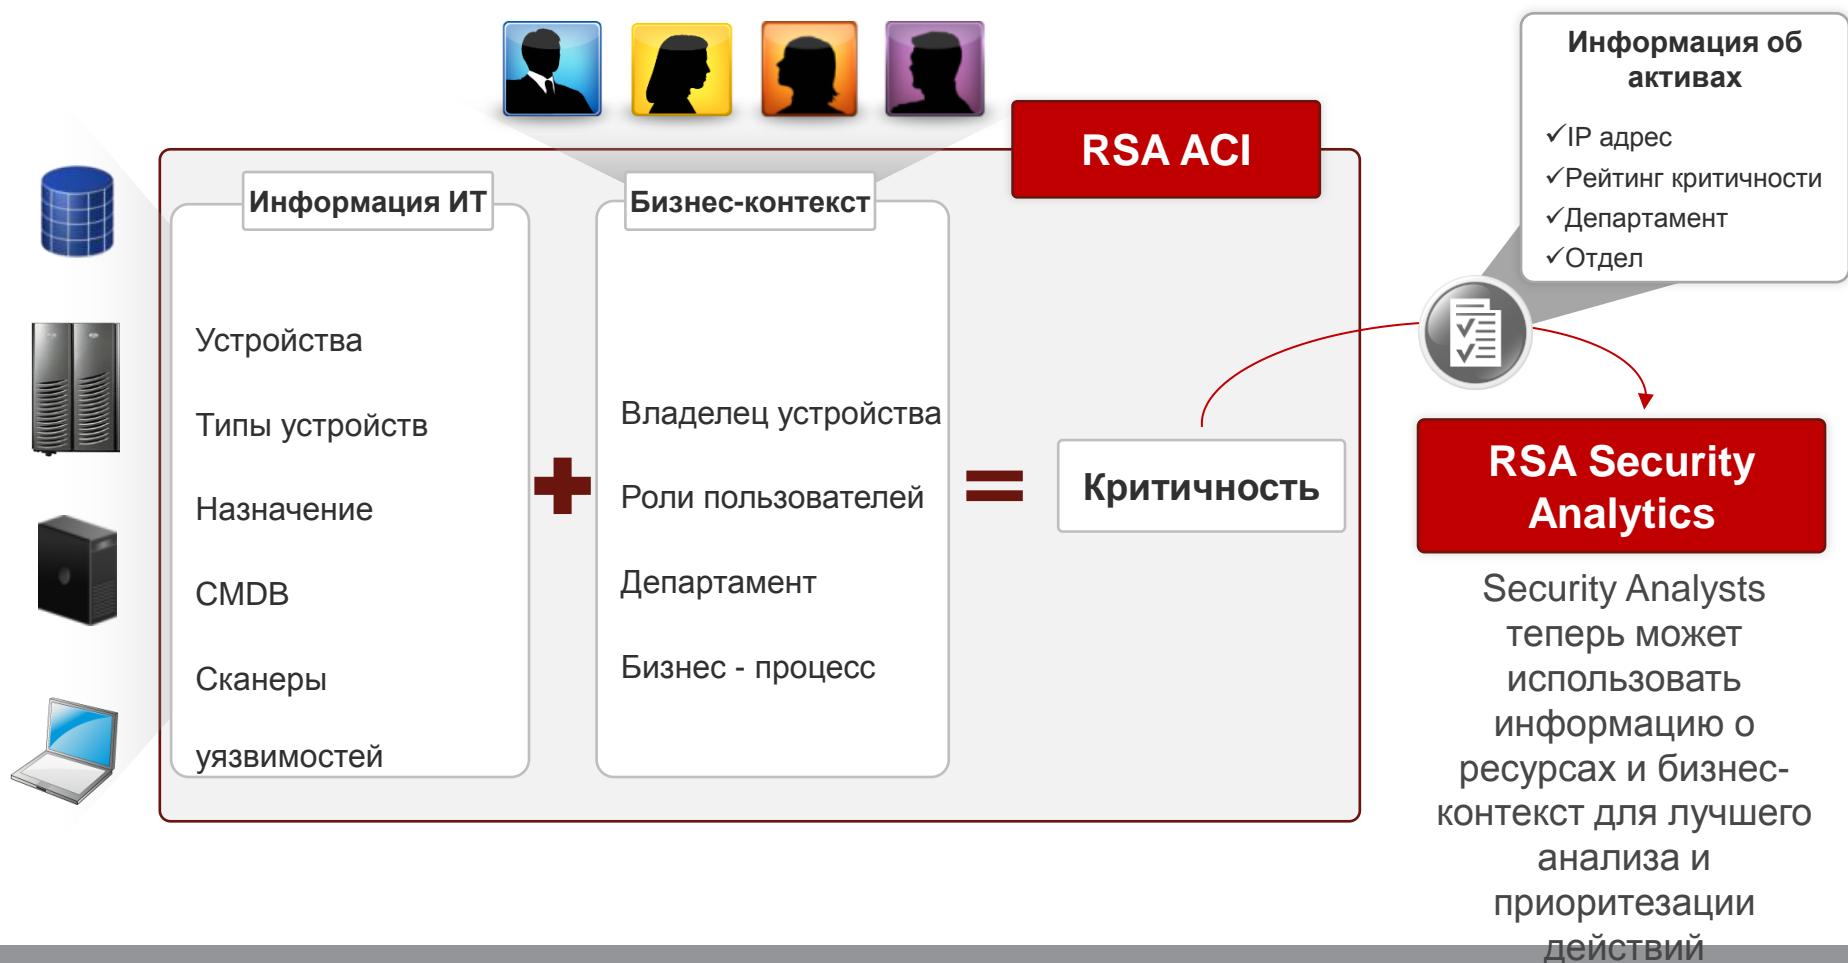 RSA ACI
Информация ИТ
Устройства
Типы устройств
Назначение
CMDB
Сканеры
уязвимостей
Бизнес-контекст
Владелец устройства
Роли пользователей
Департамент
Бизнес - процесс
Критичность
Информация об
активах
✓IP адрес
✓Рейтинг критичности
✓Департамент
✓Отдел
RSA Security
Analytics
Security Analysts
теперь может
использовать
информацию о
ресурсах и бизнес-
контекст для лучшего
анализа и
приоритезации
действий